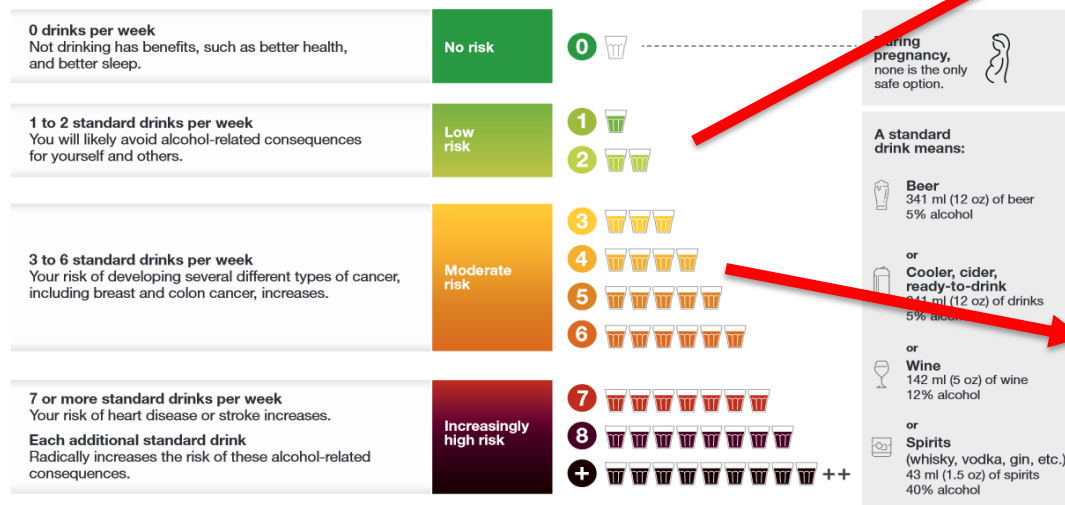 0 drinks per week
Not drinking has benefits, such as better health,
and better sleep.
No risk
0
pregnancy,
none is the only
safe option.
1 to 2 standard drinks per week
You will likely avoid alcohol-related consequences
for yourself and others.
Low
risk
1
2
3 to 6 standard drinks per week
Your risk of developing several different types of cancer,
including breast and colon cancer, increases.
Moderate
risk
3
4
5
6
7 or more standard drinks per week
Your risk of heart disease or stroke increases.
Each additional standard drink
Radically increases the risk of these alcohol-related
consequences.
Increasingly
high risk
7
8
+
++
A standard
drink means:
Beer
341 ml (12 oz) of beer
5% alcohol
or
Cooler, cider,
ready-to-drink
341 ml (12 oz) of drinks
5% alcohol
or
Wine
142 ml (5 oz) of wine
12% alcohol
or
Spirits
(whisky, vodka, gin, etc.)
43 ml (1.5 oz) of spirits
40% alcohol